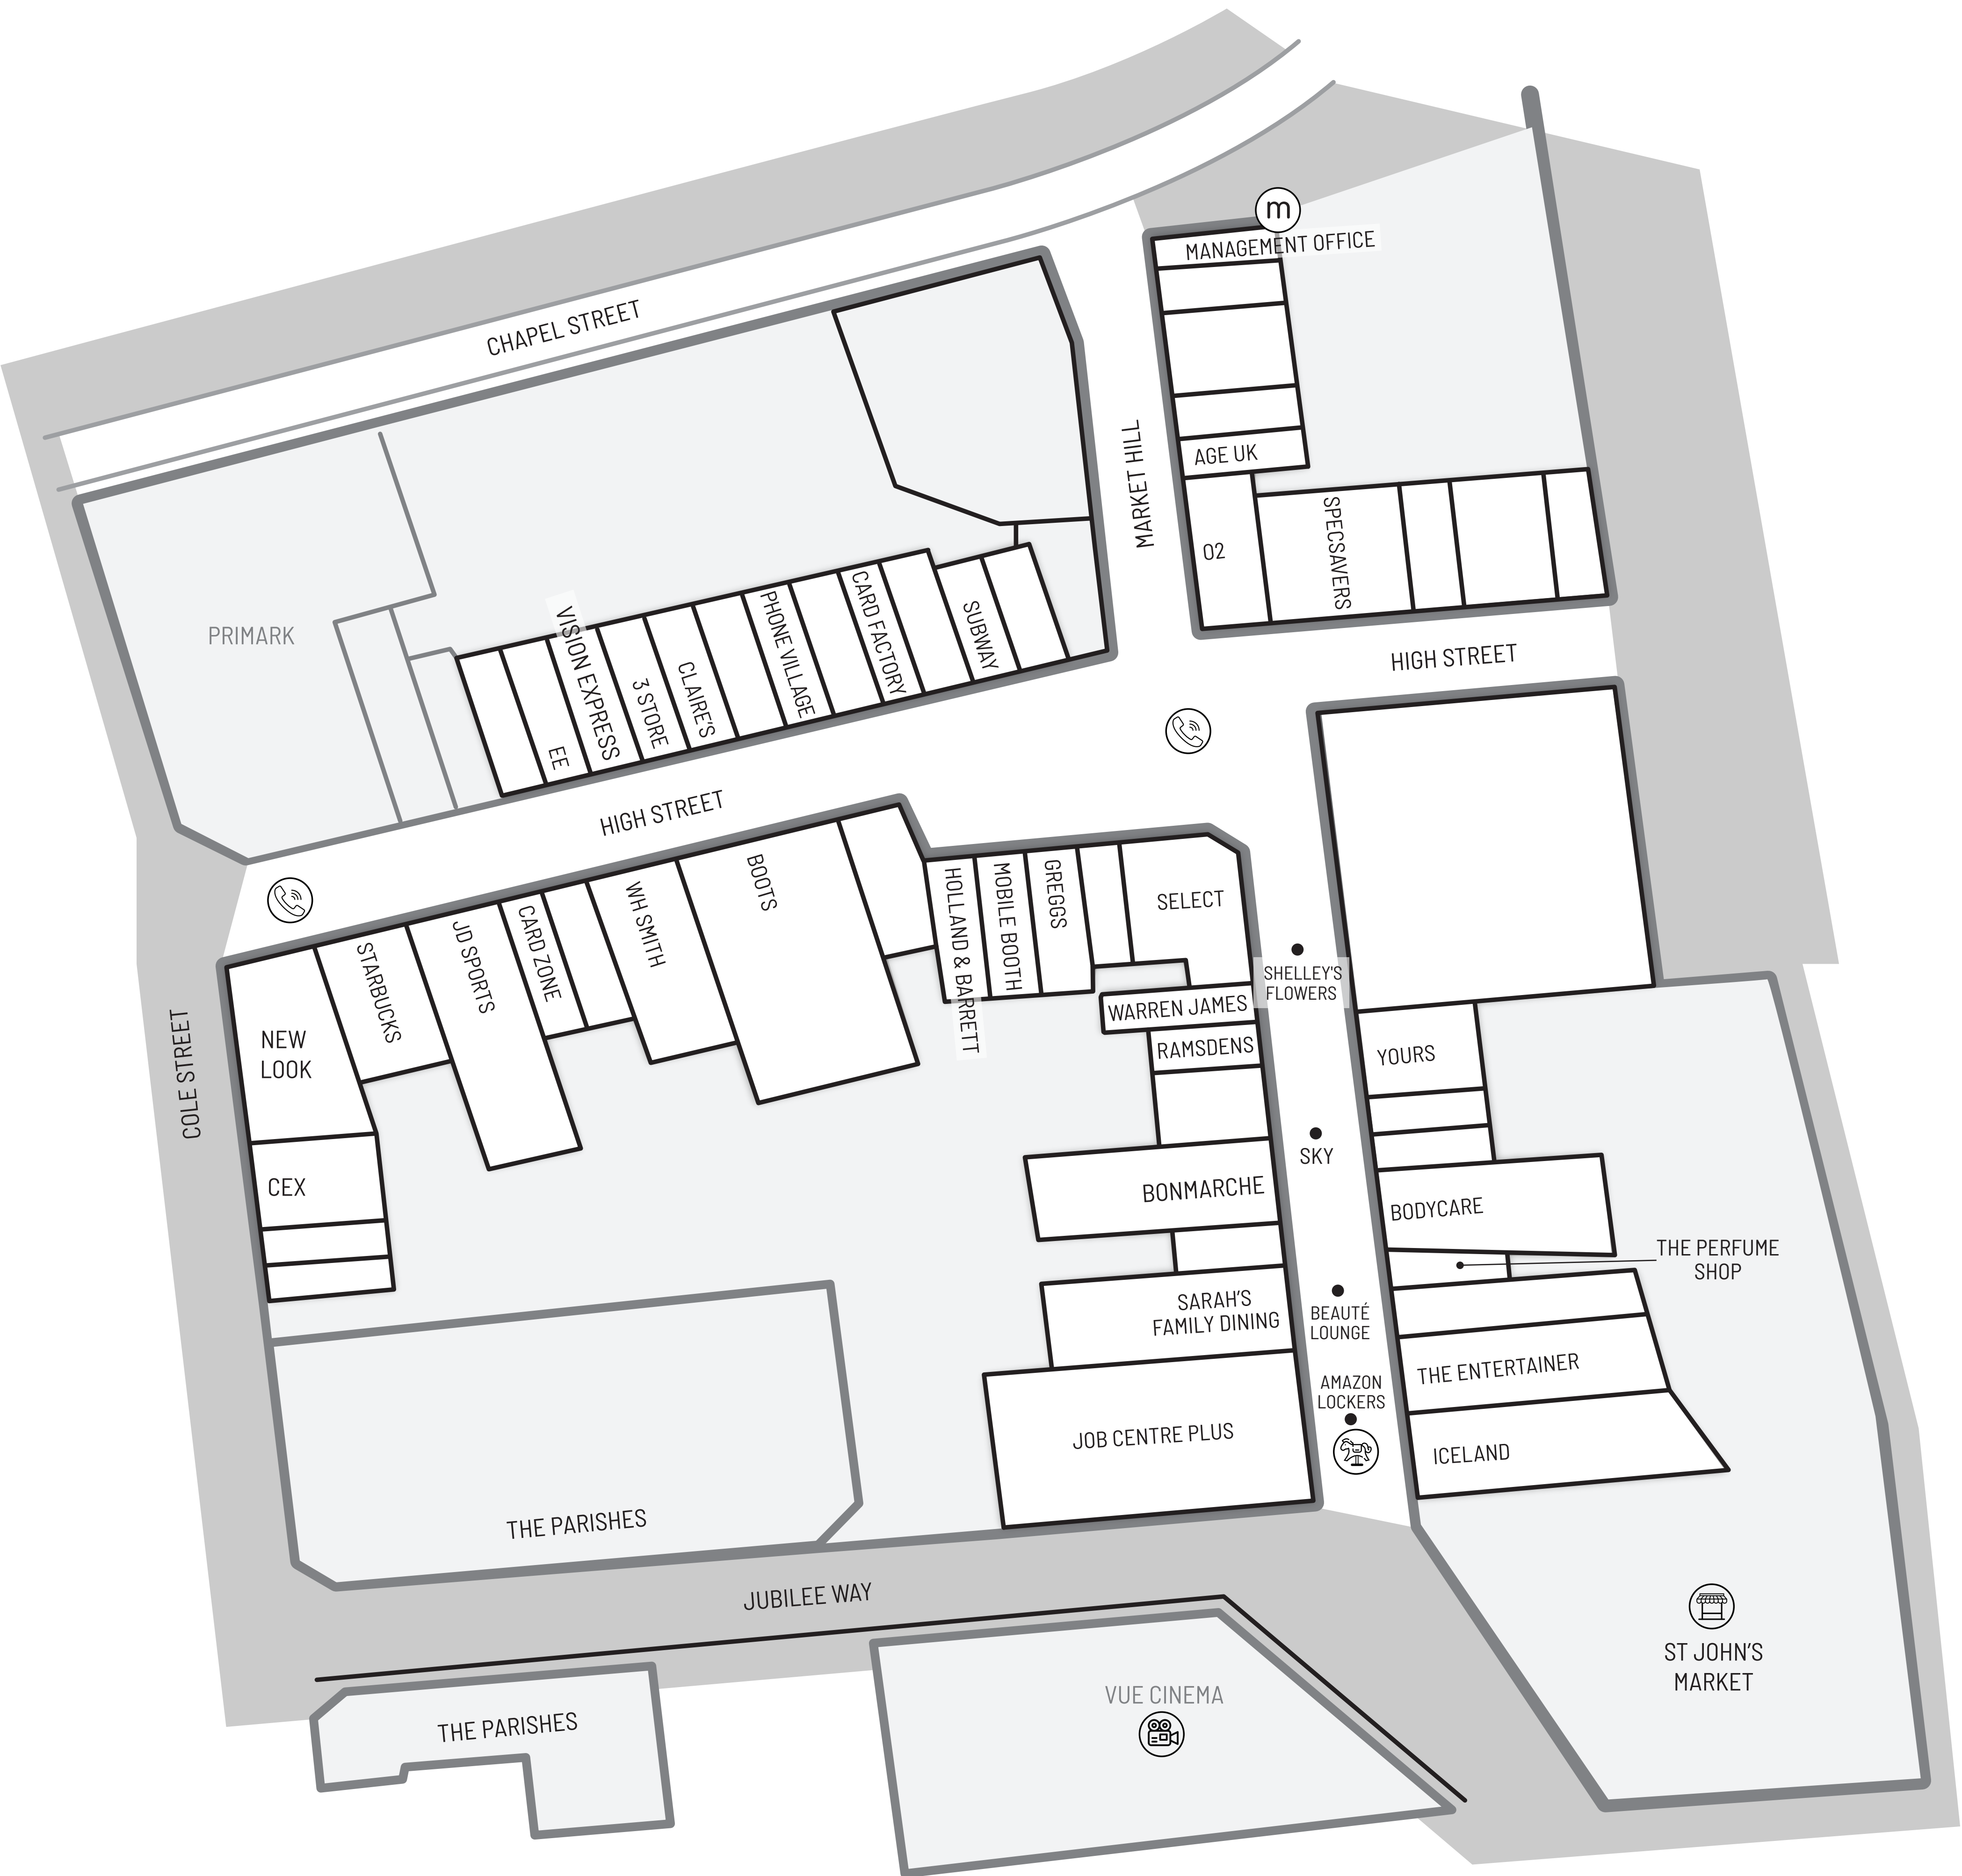 m
MANAGEMENT OFFICE
CHAPEL STREET
MARKET HILL
AGE UK
O2
SPECSAVERS
PRIMARK
EE
VISION EXPRESS
3 STORE
CLAIRE'S
PHONE VILLAGE
CARD FACTORY
SUBWAY
HIGH STREET
HIGH STREET
COLE STREET
NEW
LOOK
STARBUCKS
JD SPORTS
CARD ZONE
WH SMITH
BOOTS
HOLLAND & BARRETT
MOBILE BOOTH
GREGGS
SELECT
SHELLEY'S
FLOWERS
WARREN JAMES
RAMSDENS
YOURS
CEX
SKY
BONMARCHE
BODYCARE
THE PERFUME
SHOP
SARAH'S
FAMILY DINING
BEAUTÉ
LOUNGE
THE ENTERTAINER
AMAZON
LOCKERS
JOB CENTRE PLUS
ICELAND
THE PARISHES
JUBILEE WAY
ST JOHN'S
MARKET
VUE CINEMA
THE PARISHES